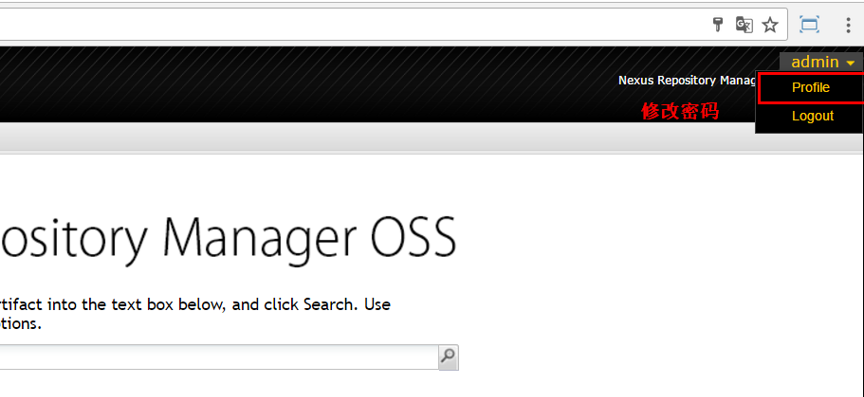 admin
Nexus Repository Manag
Profile
修改密码
Logout
ository Manager OSS
rtifact into the text box below, and click Search. Use
tions.